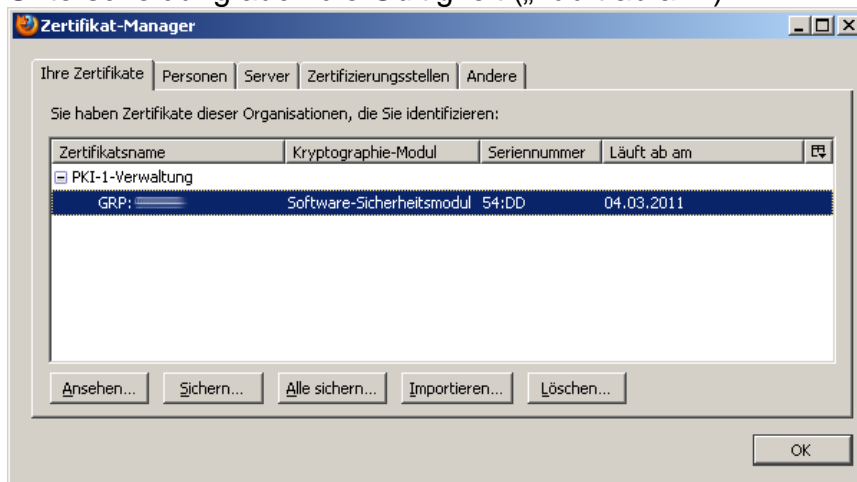 Zertifikat-Manager
Ihre Zertifikate Personen Server Zertifizierungsstellen Andere
Sie haben Zertifikate dieser Organisationen, die Sie identifizieren:
Zertifikatsname Kryptographie-Modul Seriennummer Läuft ab am
PKI-1-Verwaltung
GRP: Software-Sicherheitsmodul 54:DD 04.03.2011
Ansehen... Sichern... Alle sichern... Importieren... Löschen...
OK